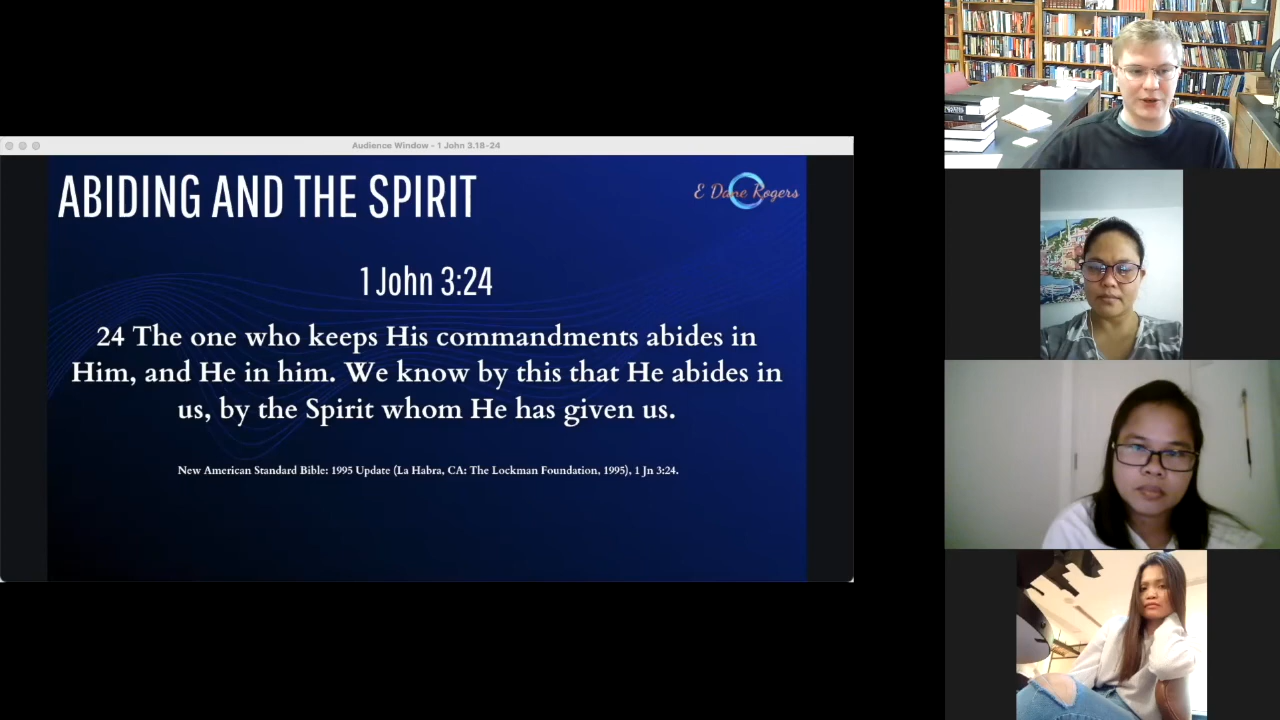 Audience Window - 1 John 3.18-24
ABIDING AND THE SPIRIT
E Dane Rogers
1 John 3:24
24 The one who keeps His commandments abides in
Him, and He in him. We know by this that He abides in
us, by the Spirit whom He has given us.
New American Standard Bible: 1995 Update (La Habra, CA: The Lockman Foundation, 1995), 1 Jn 3:24.